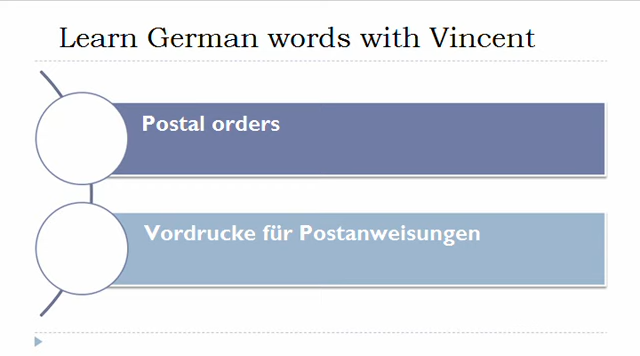 Learn German words with Vincent
Postal orders
Vordrucke für Postanweisungen